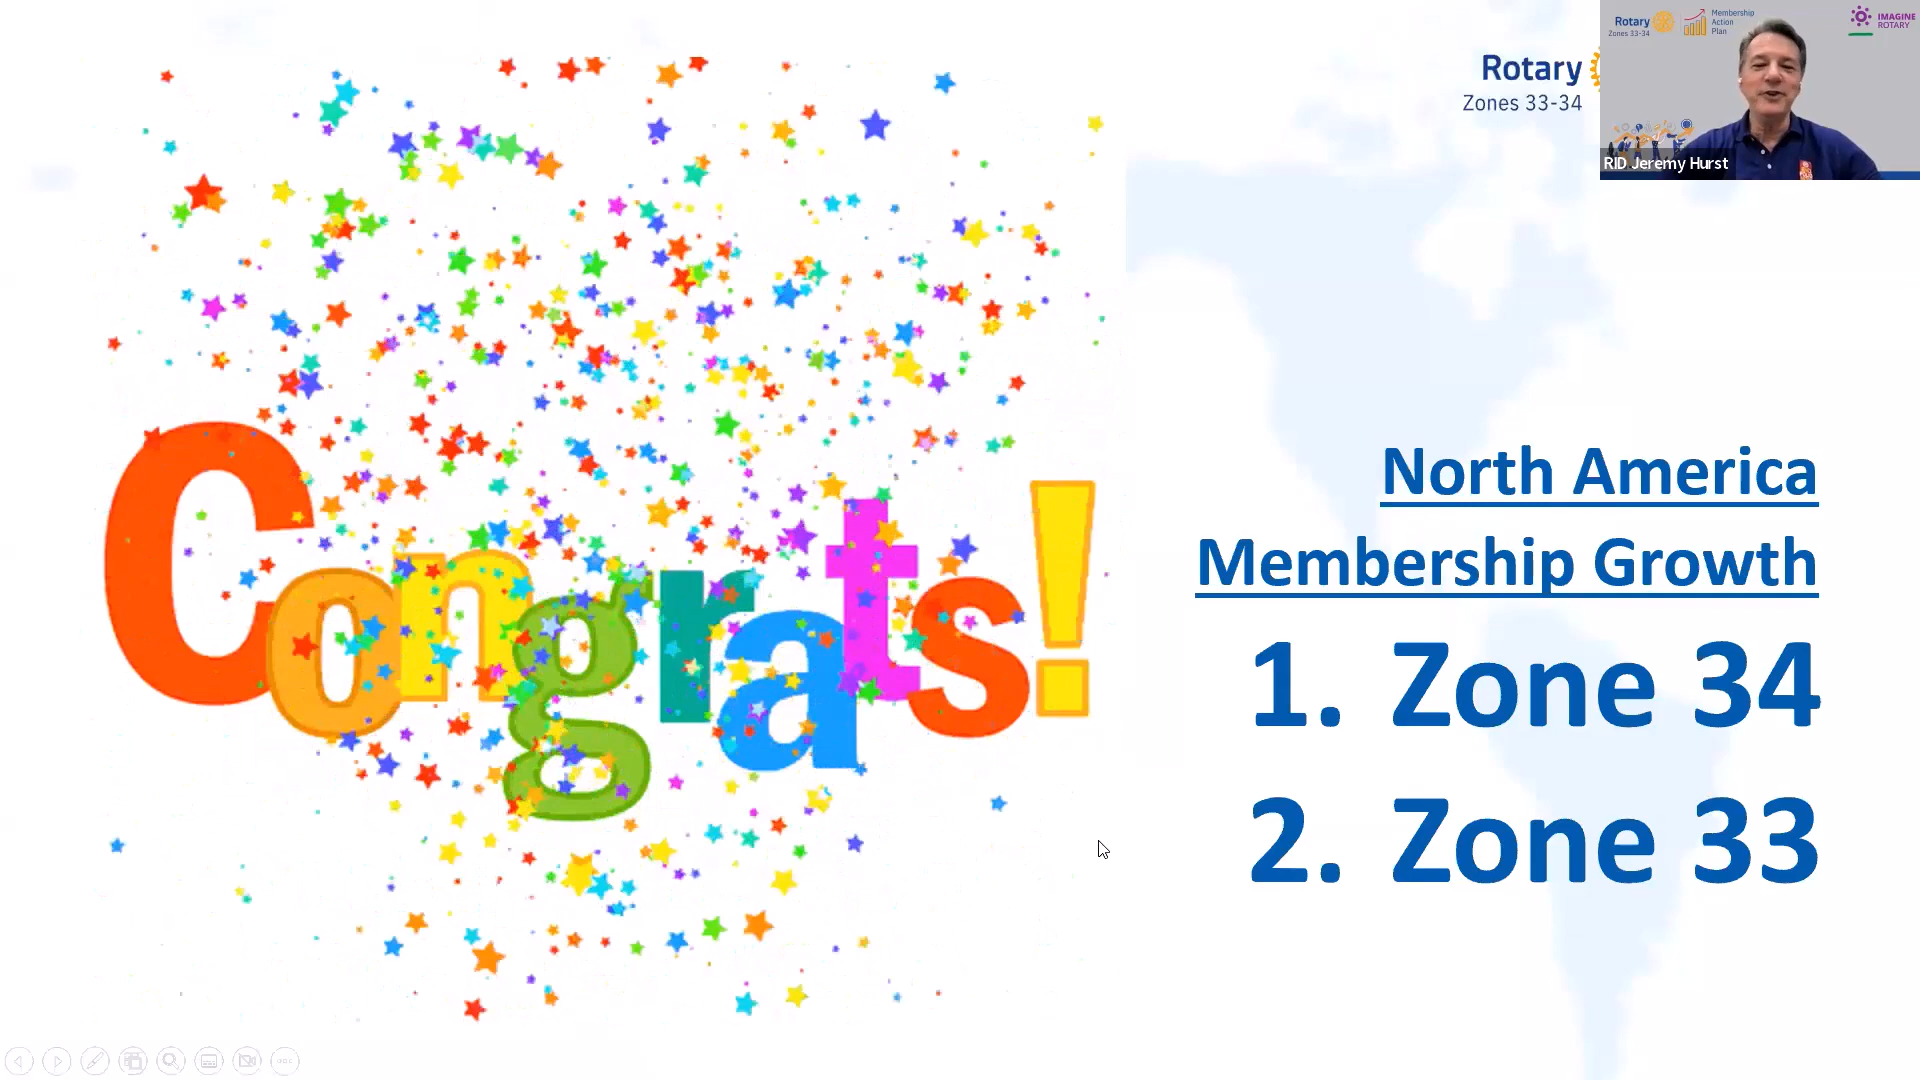 Rotary
Zones 33-34
Membership
Action
Plan
IMAGINE
ROTARY
RID Jeremy Hurst
Rotary
Zones 33-34
Congrats!
North America
Membership Growth
1. Zone 34
2. Zone 33